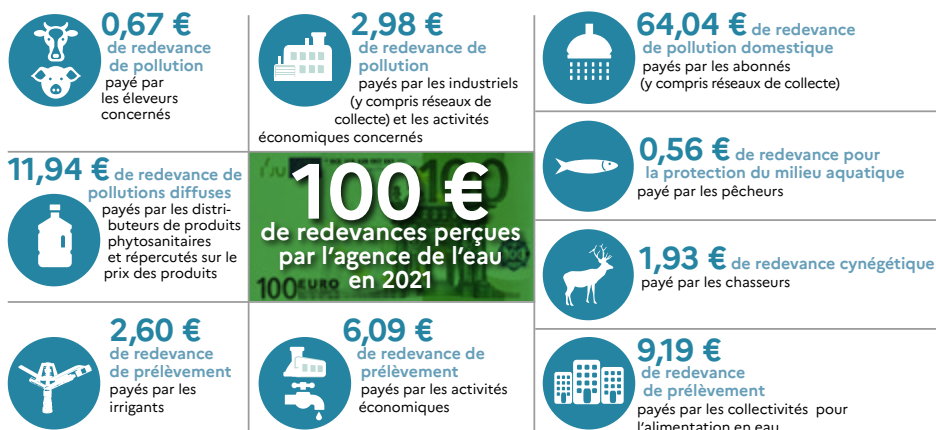 0,67 €
de redevance
de pollution
payé par
les éleveurs
concernés
2,98 €
de redevance de
pollution
payés par les industriels
(y compris réseaux de
collecte) et les activités
économiques concernés
64,04 € de redevance
de pollution domestique
payés par les abonnés
(y compris réseaux de collecte)
11,94 € de redevance de
pollutions diffuses
payés par les distri-
buteurs de produits
phytosanitaires
et répercutés sur le
prix des produits
100 €
de redevances perçues
par l’agence de l’eau
en 2021
100 EURO
100
0,56 € de redevance pour
la protection du milieu aquatique
payé par les pêcheurs
1,93 € de redevance cynégétique
payé par les chasseurs
2,60 €
de redevance
de prélèvement
payés par les
irrigants
6,09 €
de redevance de
prélèvement
payés par les activités
économiques
9,19 €
de redevance
de prélèvement
payés par les collectivités pour
l’alimentation en eau